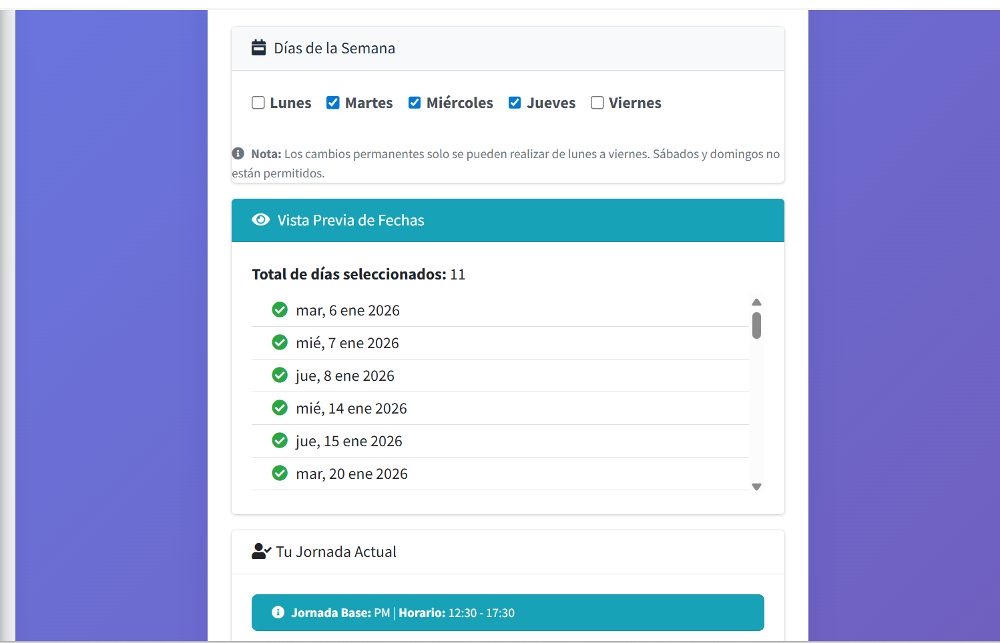 Días de la Semana
Lunes Martes Miércoles Jueves Viernes
Nota: Los cambios permanentes solo se pueden realizar de lunes a viernes. Sábados y domingos no
están permitidos.
Vista Previa de Fechas
Total de días seleccionados: 11
mar, 6 ene 2026
mié, 7 ene 2026
jue, 8 ene 2026
mié, 14 ene 2026
jue, 15 ene 2026
mar, 20 ene 2026
Tu Jornada Actual
Jornada Base: PM | Horario: 12:30 - 17:30